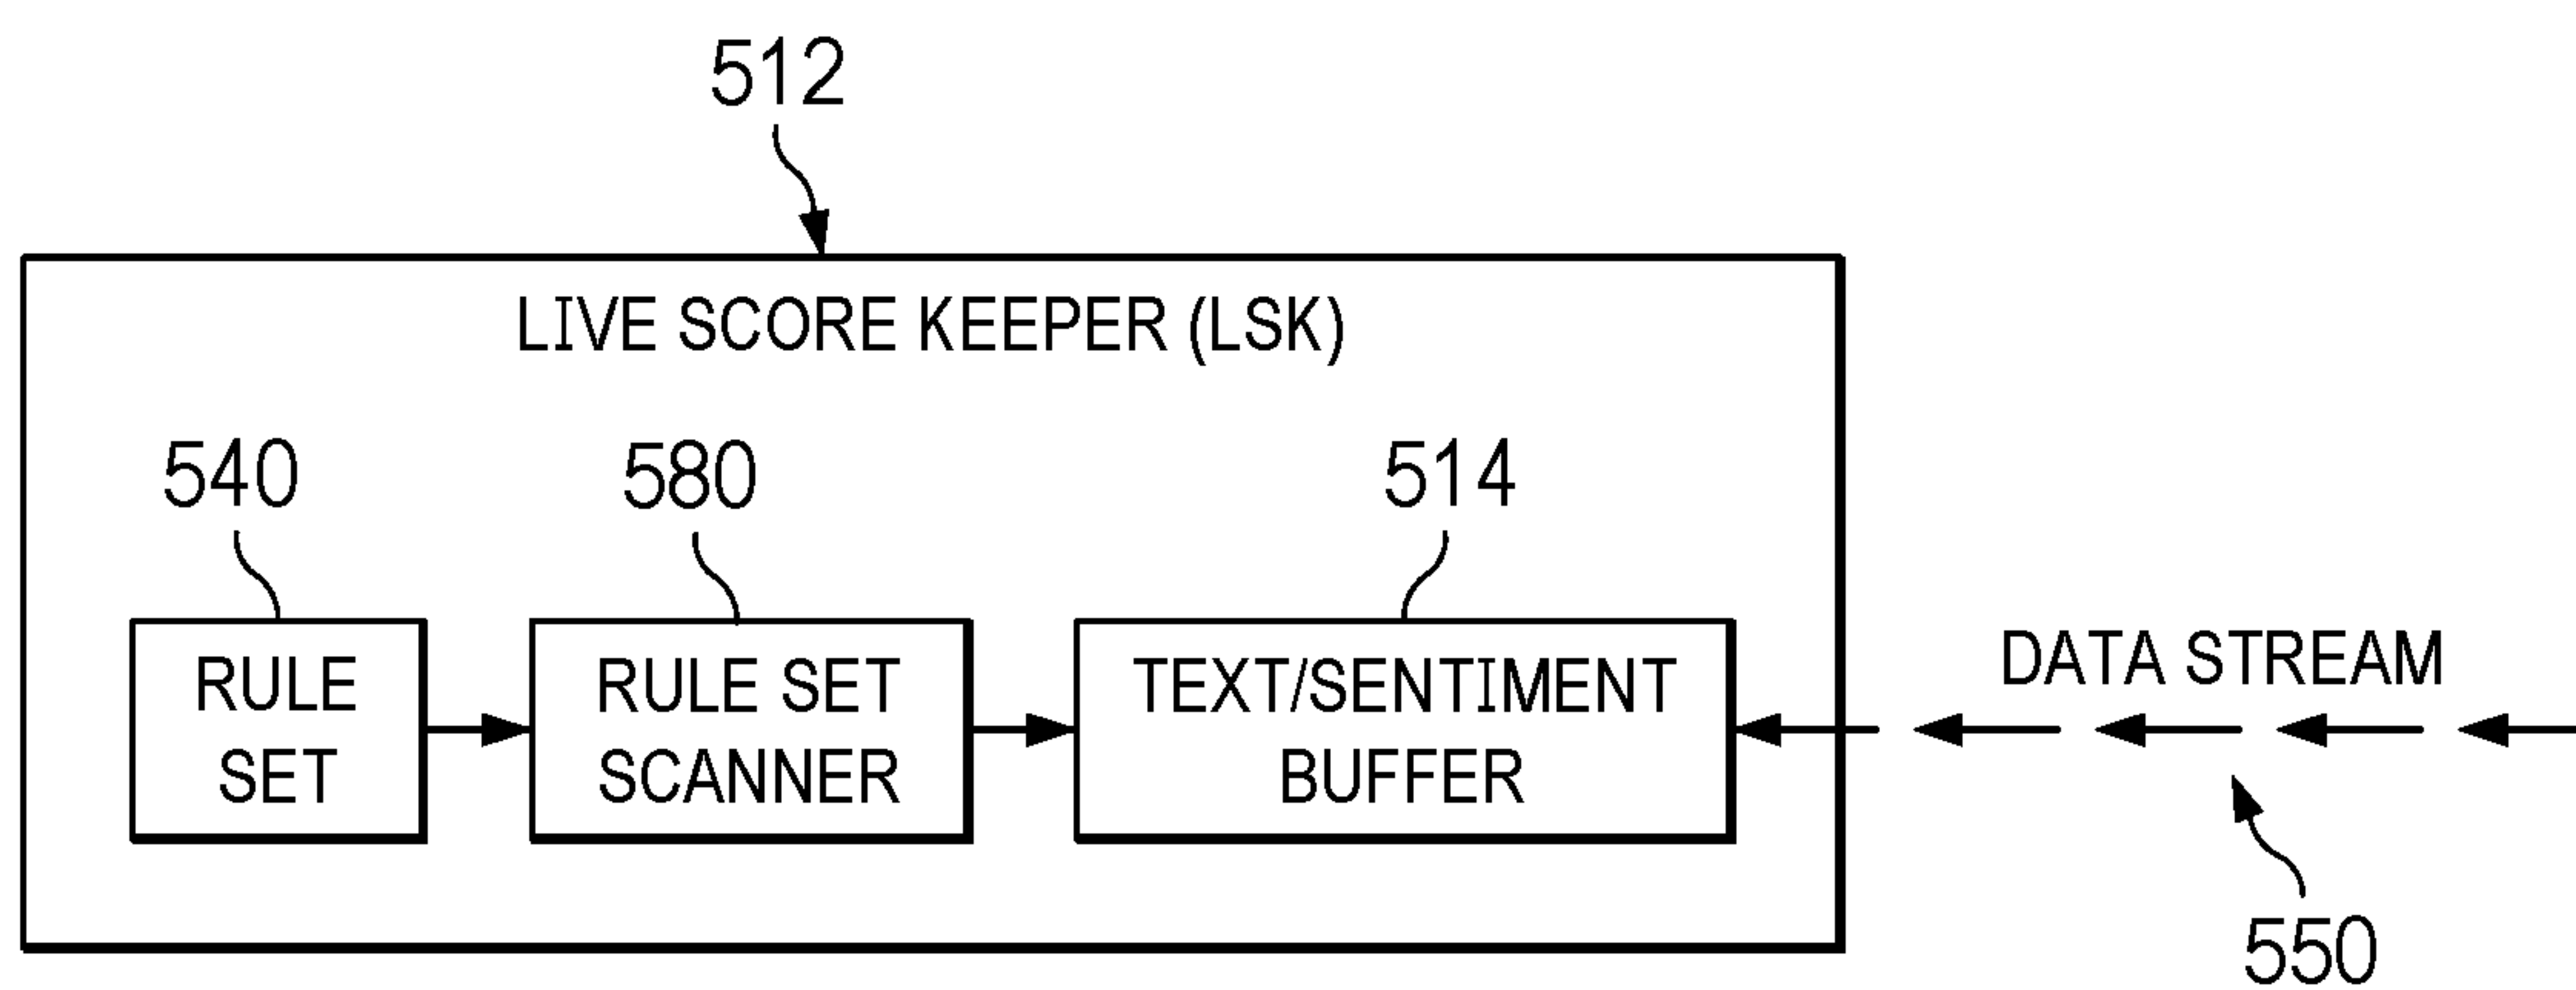 512
LIVE SCORE KEEPER (LSK)
540
580
514
RULE
SET
RULE SET
SCANNER
TEXT/SENTIMENT
BUFFER
DATA STREAM
550